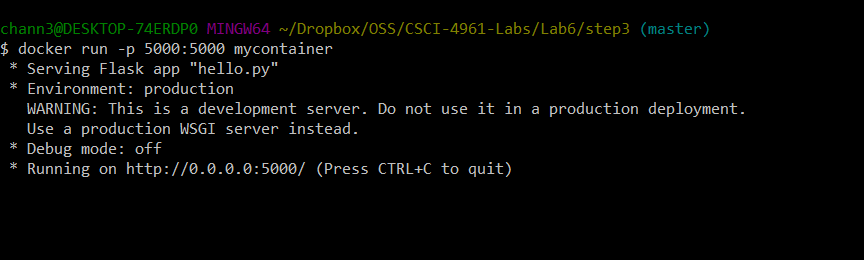 chann3@DESKTOP-74ERDP0 MINGW64 ~/Dropbox/OSS/CSCI-4961-Labs/Lab6/step3 (master)
$ docker run -p 5000:5000 mycontainer
 * Serving Flask app "hello.py"
 * Environment: production
   WARNING: This is a development server. Do not use it in a production deployment.
   Use a production WSGI server instead.
 * Debug mode: off
 * Running on http://0.0.0.0:5000/ (Press CTRL+C to quit)